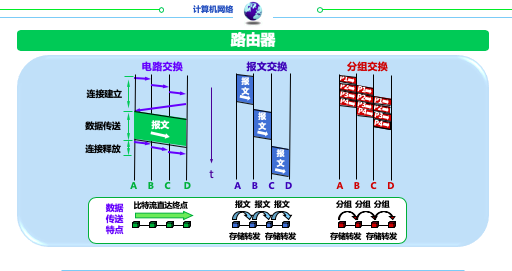 计算机网络
路由器
电路交换 报文交换 分组交换
连接建立
数据传送
连接释放
报文
报文
报文
报文
t
A B C D A B C D A B C D
数据传送特点
比特流直达终点
报文 报文 报文
分组 分组 分组
存储转发 存储转发 存储转发 存储转发